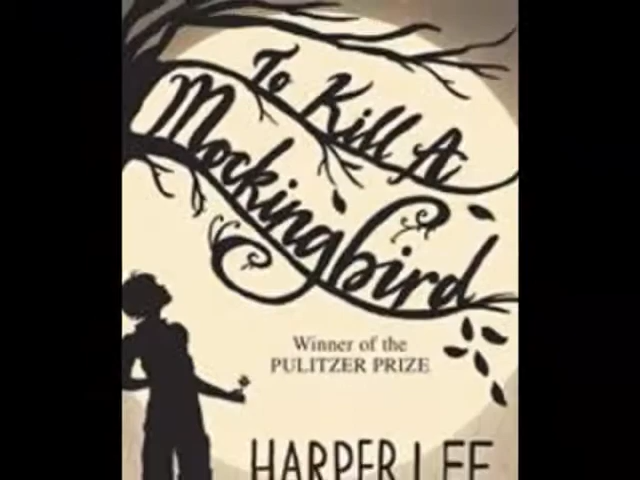 To Kill A
Mockingbird
Winner of the
PULITZER PRIZE
HARPER LEE